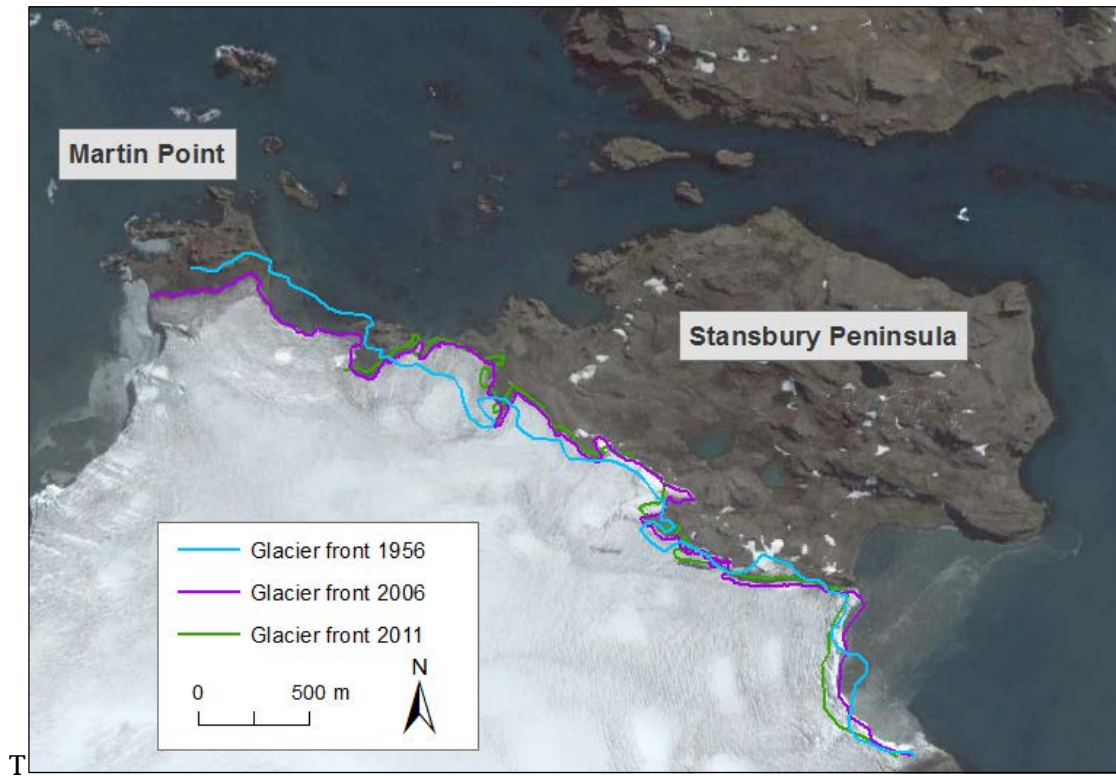 Martin Point
Stansbury Peninsula
Glacier front 1956
Glacier front 2006
Glacier front 2011
N
0 500 m
T